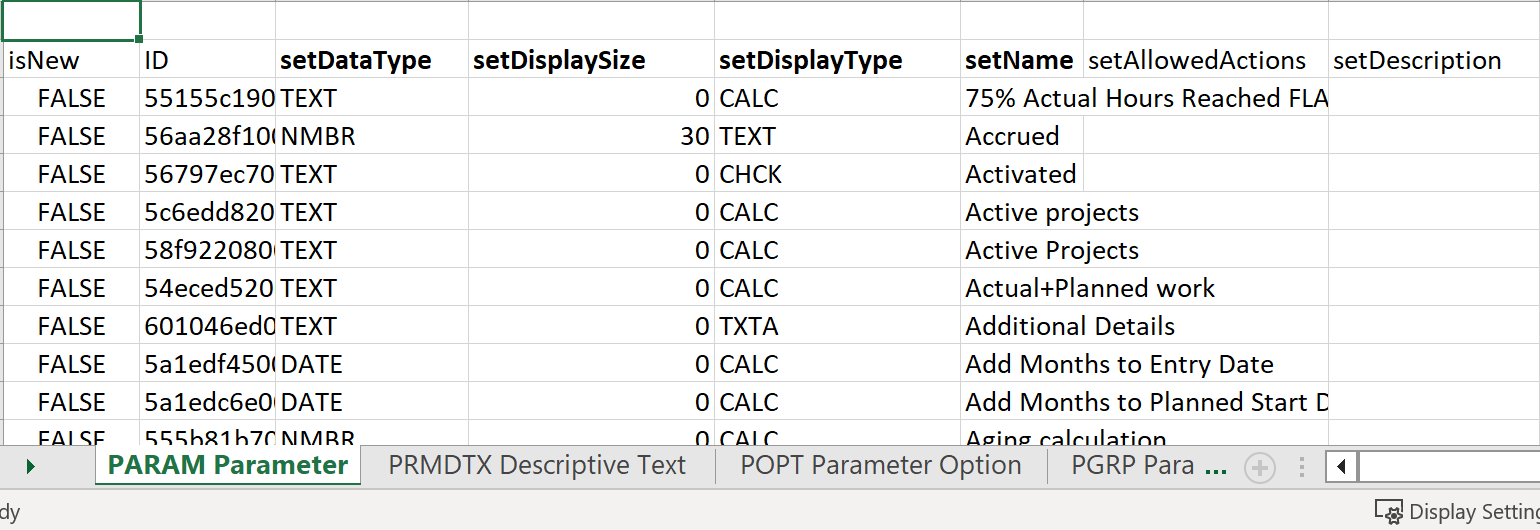 isNew ID setDataType setDisplaySize setDisplayType setName setAllowedActions setDescription
FALSE 55155c190 TEXT 0 CALC 75% Actual Hours Reached FLA
FALSE 56aa28f10 NMBR 30 TEXT Accrued
FALSE 56797ec70 TEXT 0 CHCK Activated
FALSE 5c6edd820 TEXT 0 CALC Active projects
FALSE 58f922080 TEXT 0 CALC Active Projects
FALSE 54eced520 TEXT 0 CALC Actual+Planned work
FALSE 601046ed0 TEXT 0 TXTA Additional Details
FALSE 5a1edf450 DATE 0 CALC Add Months to Entry Date
FALSE 5a1edc6e0 DATE 0 CALC Add Months to Planned Start D
FALSE 555b81b70 NMBR 0 CALC Aging calculation
PARAM Parameter PRMDTX Descriptive Text POPT Parameter Option PGRP Para ...
dy Display Setting